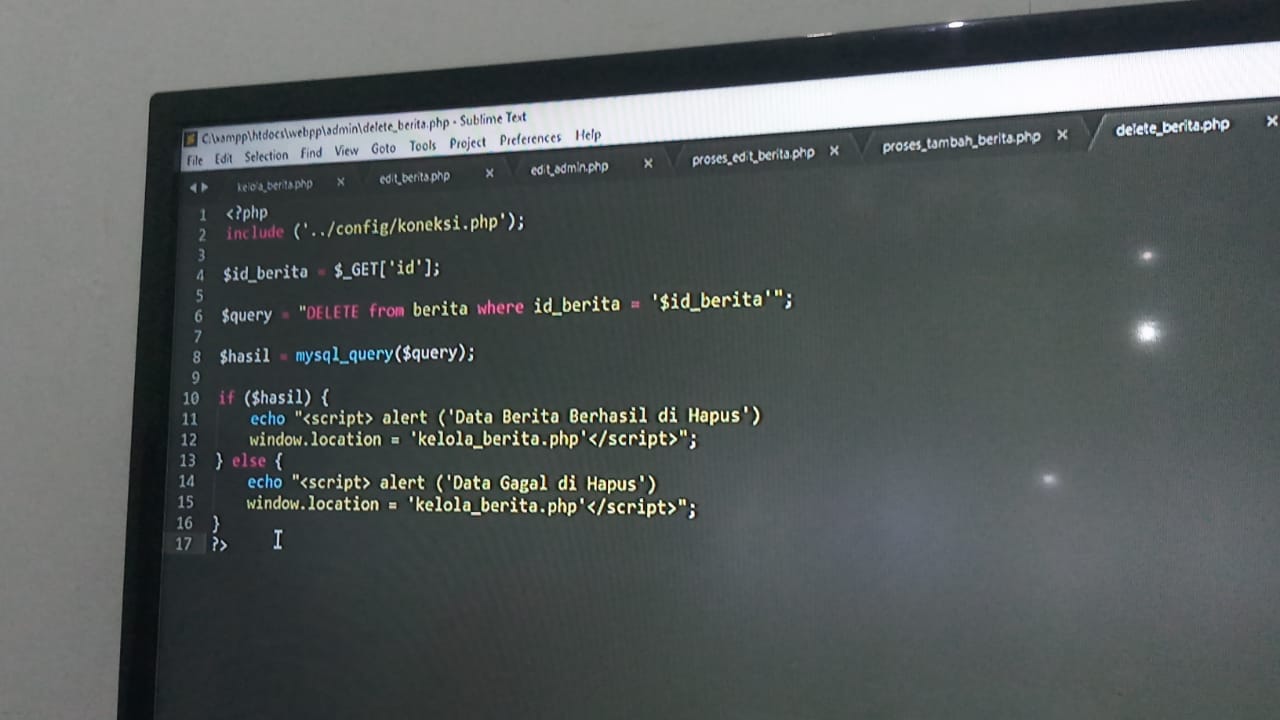 C:\xampp\htdocs\webpp\admin\delete_berita.php - Sublime Text
File Edit Selection Find View Goto Tools Project Preferences Help
kelola_berita.php × edit_berita.php × edit_admin.php × proses_edit_berita.php × proses_tambah_berita.php × delete_berita.php ×
1 <?php
2 include ('../config/koneksi.php');
3
4 $id_berita = $_GET['id'];
5
6 $query = "DELETE from berita where id_berita = '$id_berita'";
7
8 $hasil = mysql_query($query);
9
10 if ($hasil) {
11 echo "<script> alert ('Data Berita Berhasil di Hapus')
12 window.location = 'kelola_berita.php'</script>";
13 } else {
14 echo "<script> alert ('Data Gagal di Hapus')
15 window.location = 'kelola_berita.php'</script>";
16 }
17 ?>